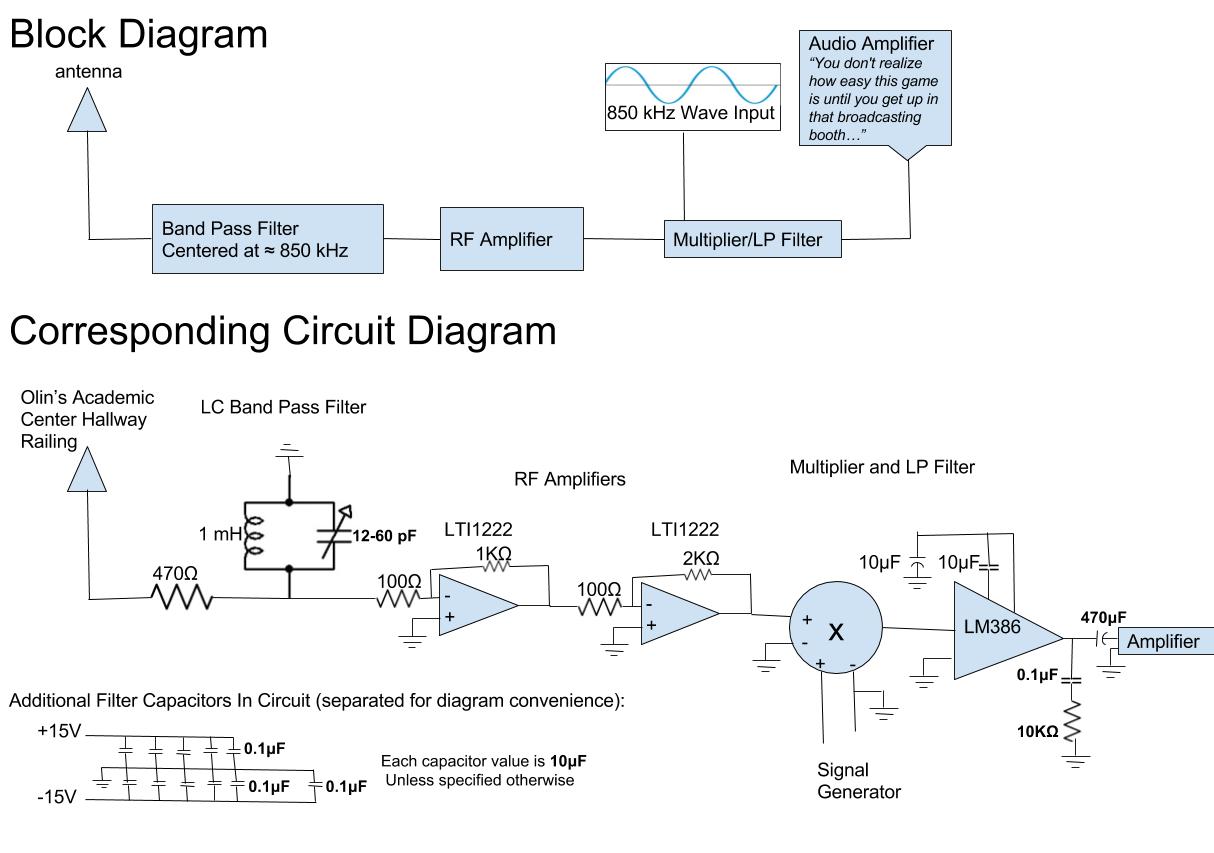 Block Diagram
antenna
850 kHz Wave Input
Audio Amplifier
“You don't realize
how easy this game
is until you get up in
that broadcasting
booth…”
Band Pass Filter
Centered at ≈ 850 kHz
RF Amplifier
Multiplier/LP Filter
Corresponding Circuit Diagram
Olin’s Academic
Center Hallway
Railing
LC Band Pass Filter
RF Amplifiers
Multiplier and LP Filter
1 mH
12-60 pF
470Ω
LTI1222
1KΩ
100Ω
-
+
LTI1222
2KΩ
100Ω
-
+
+
-
X
+ -
10µF
10µF
LM386
470µF
Amplifier
0.1µF
10KΩ
Signal
Generator
Additional Filter Capacitors In Circuit (separated for diagram convenience):
+15V
0.1µF
0.1µF
0.1µF
-15V
Each capacitor value is 10µF
Unless specified otherwise